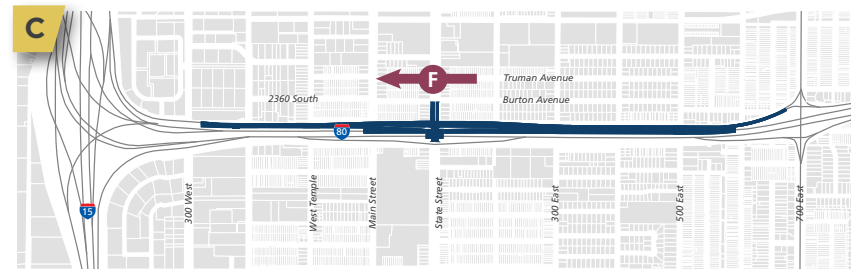 C
F
Truman Avenue
2360 South
Burton Avenue
80
15
300 West
West Temple
Main Street
State Street
300 East
500 East
700 East